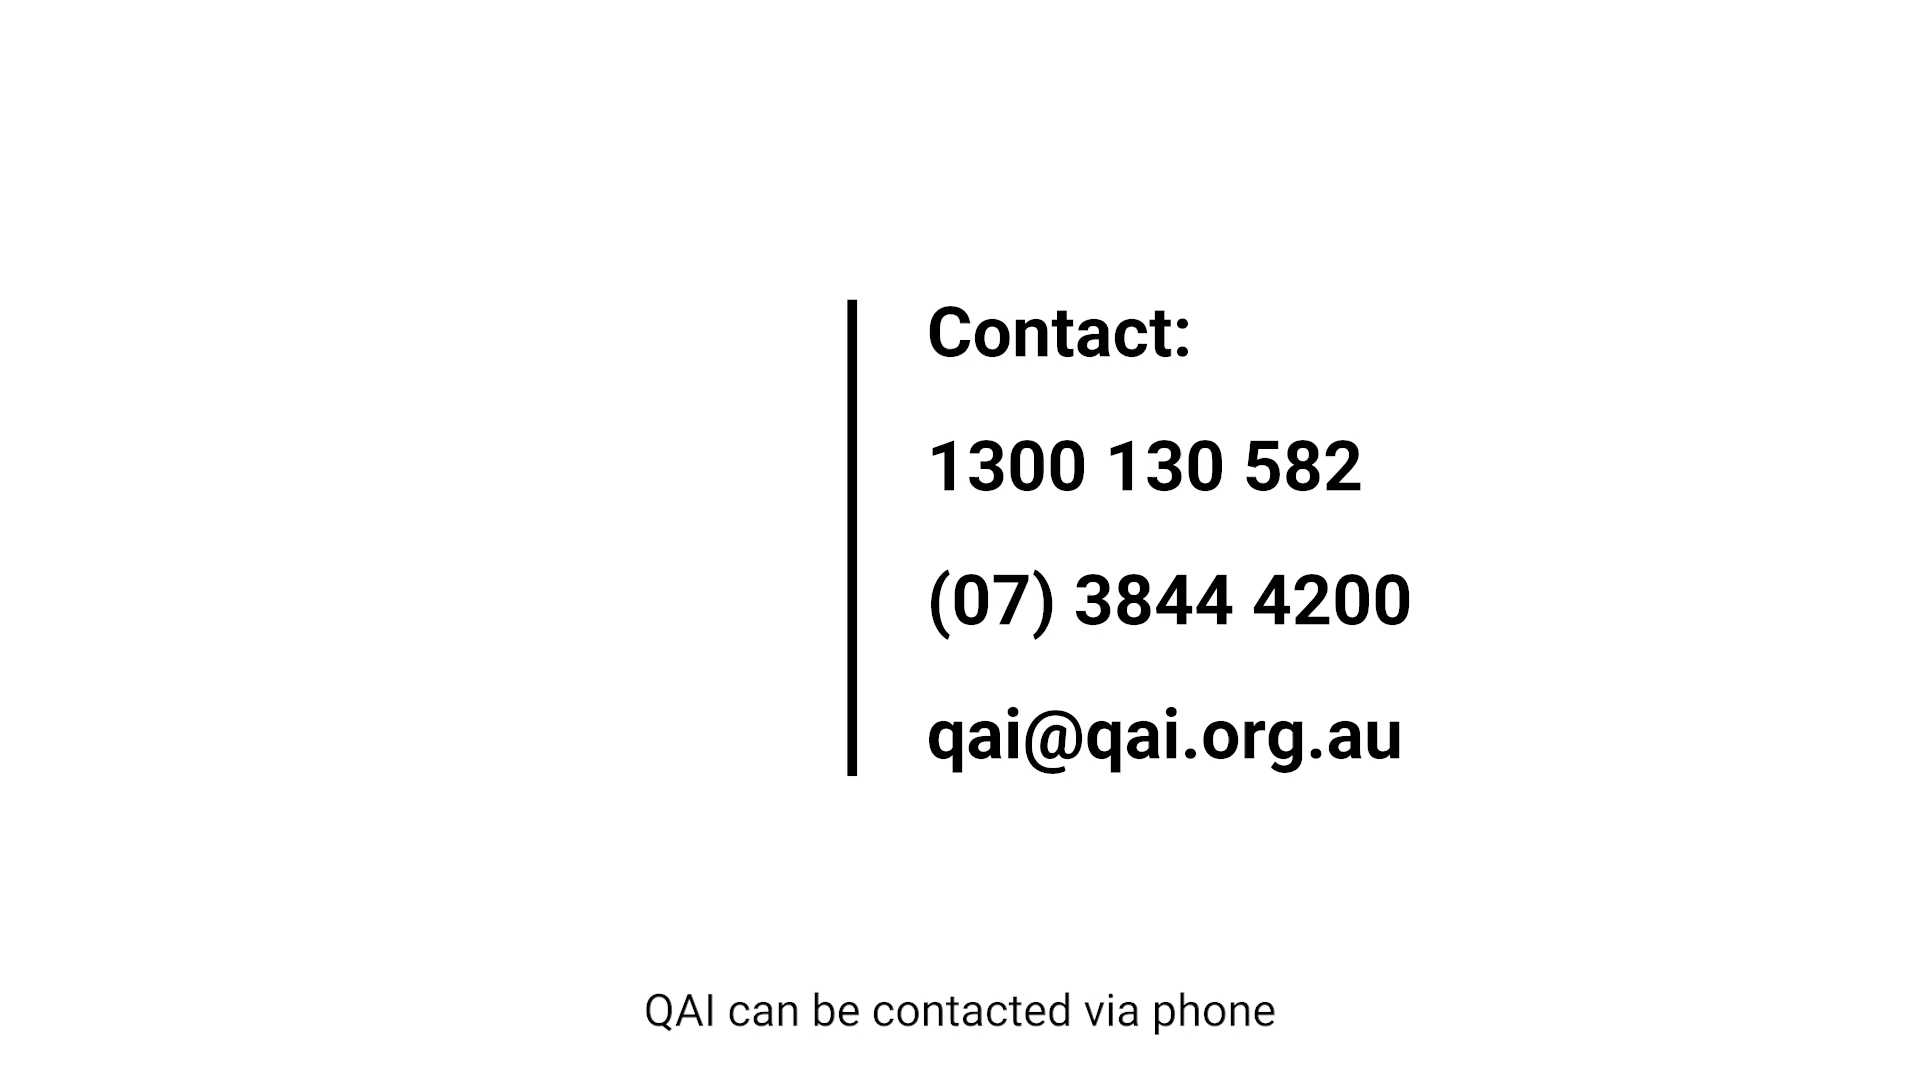 Contact:
1300 130 582
(07) 3844 4200
qai@qai.org.au
QAI can be contacted via phone